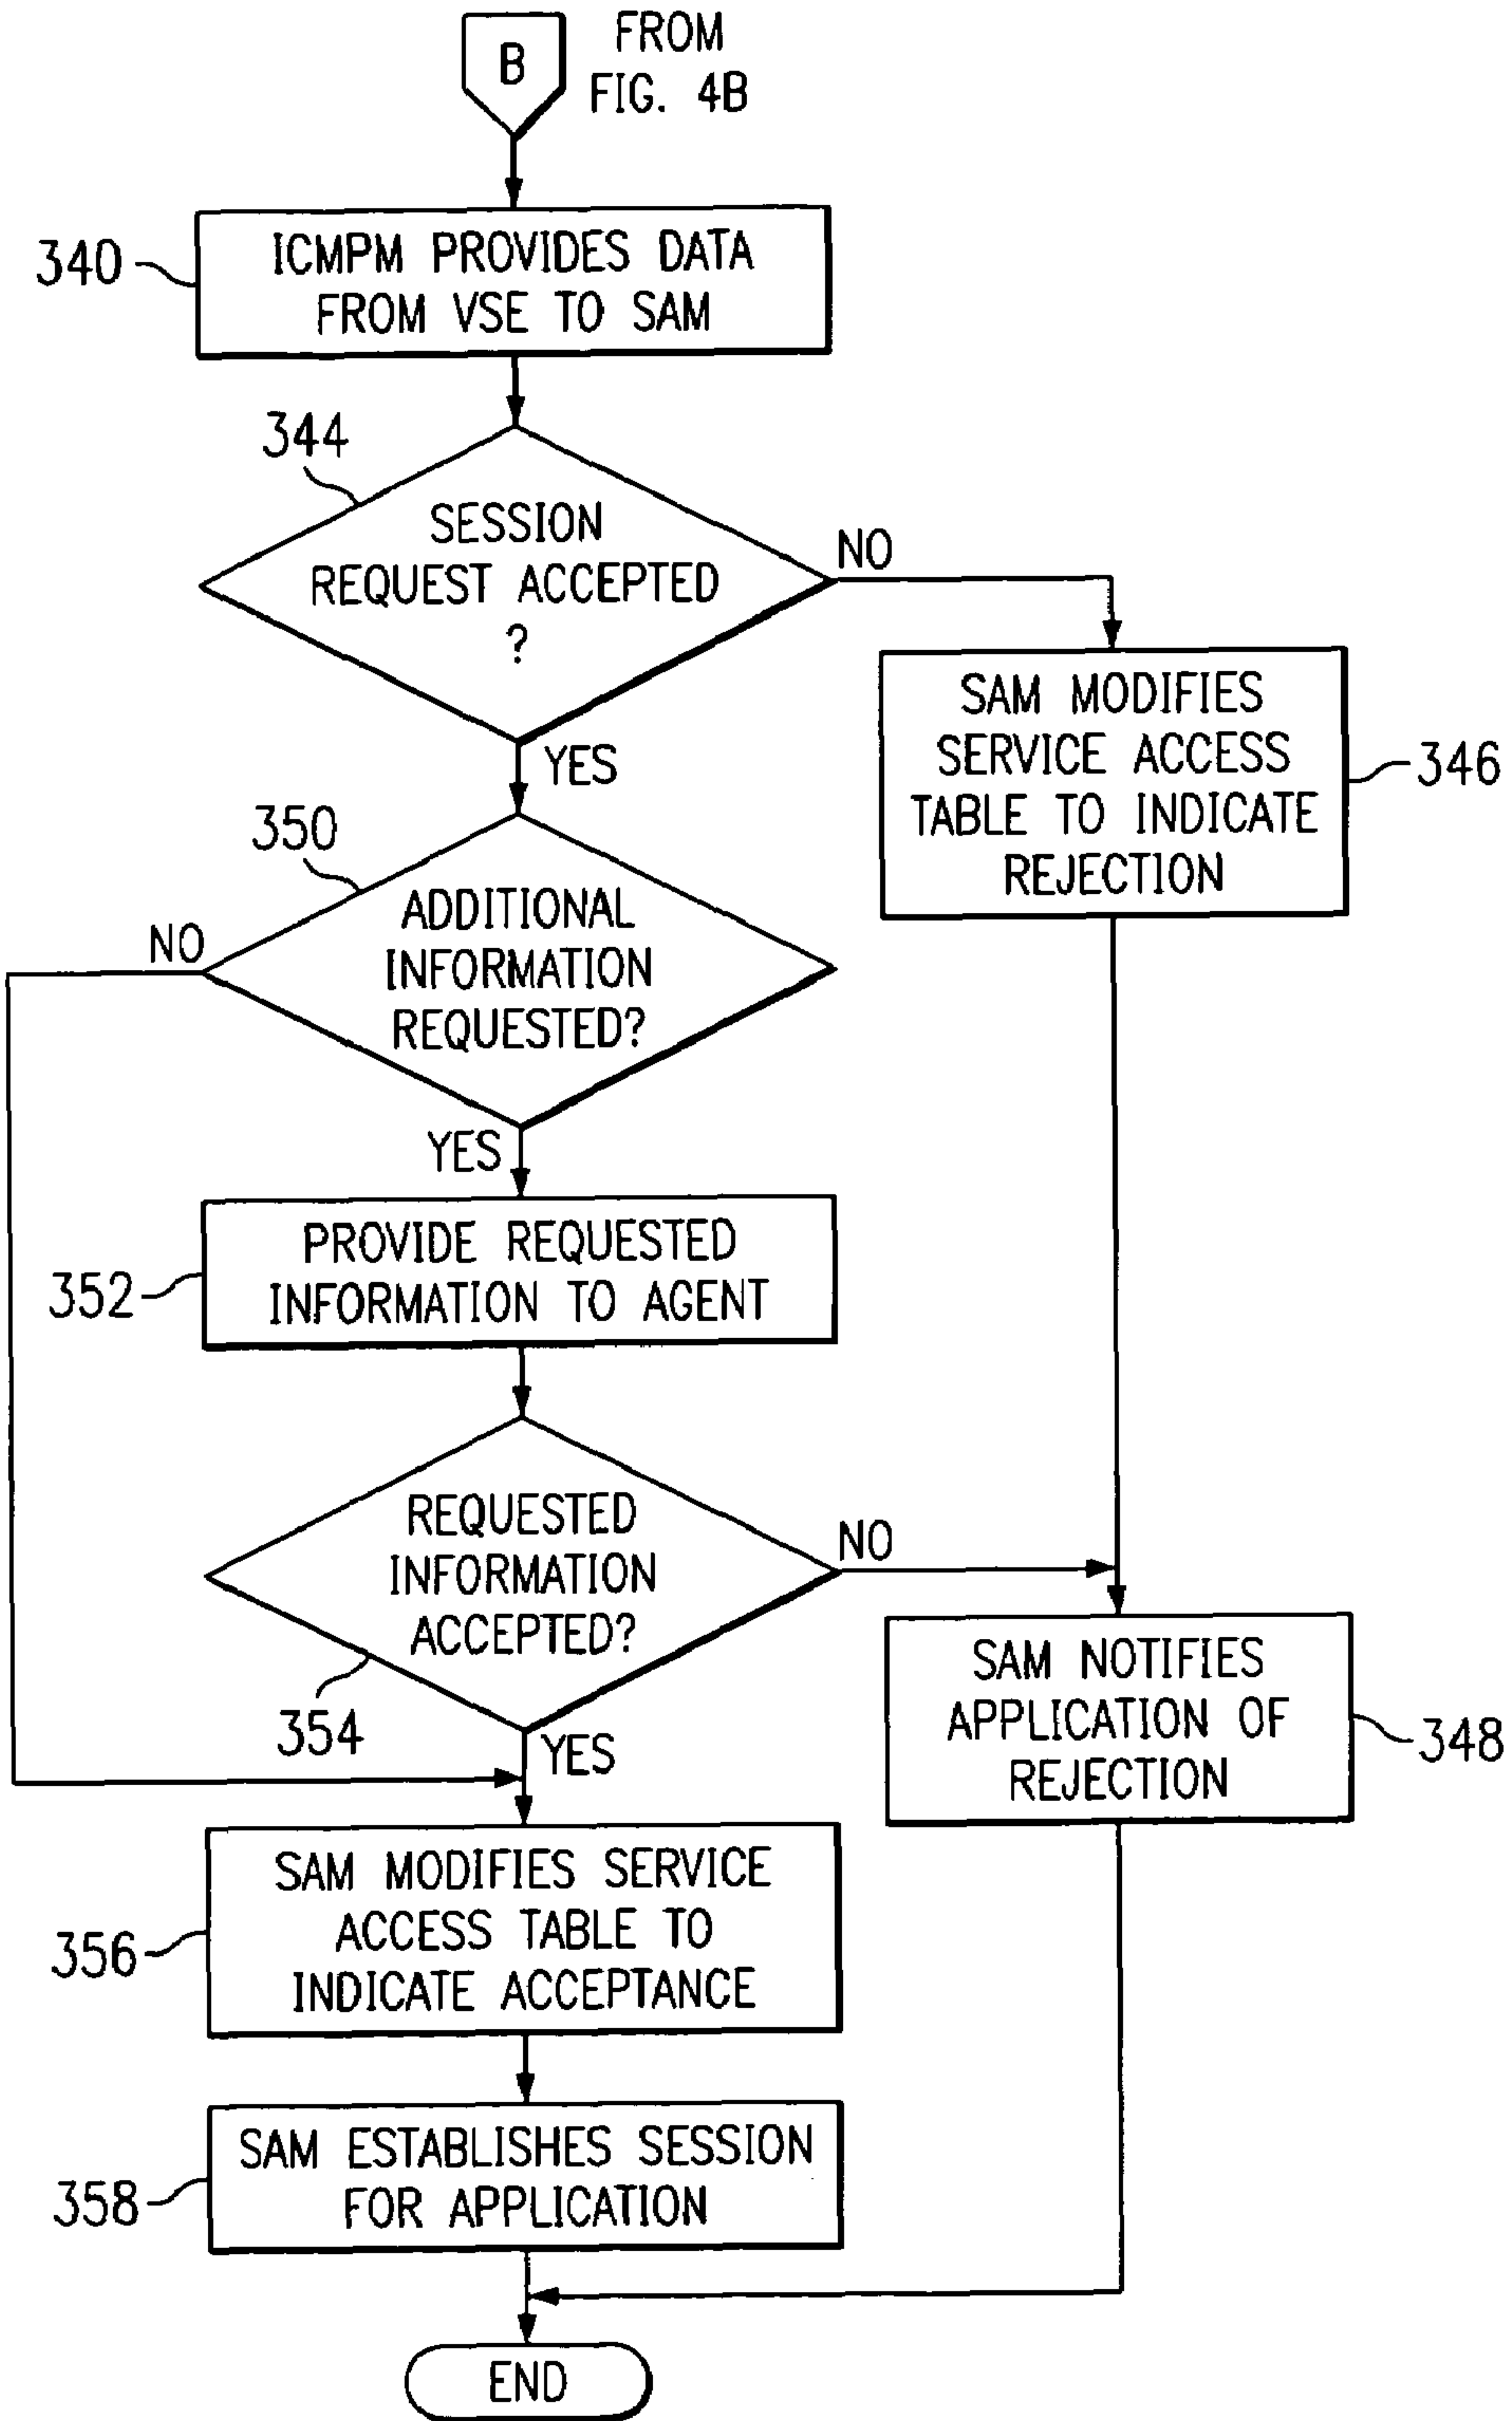 B
FROM
FIG. 4B
340
ICMPM PROVIDES DATA
FROM VSE TO SAM
344
SESSION
REQUEST ACCEPTED
?
NO
YES
SAM MODIFIES
SERVICE ACCESS
TABLE TO INDICATE
REJECTION
346
350
ADDITIONAL
INFORMATION
REQUESTED?
NO
YES
352
PROVIDE REQUESTED
INFORMATION TO AGENT
REQUESTED
INFORMATION
ACCEPTED?
NO
354
YES
SAM NOTIFIES
APPLICATION OF
REJECTION
348
356
SAM MODIFIES SERVICE
ACCESS TABLE TO
INDICATE ACCEPTANCE
358
SAM ESTABLISHES SESSION
FOR APPLICATION
END